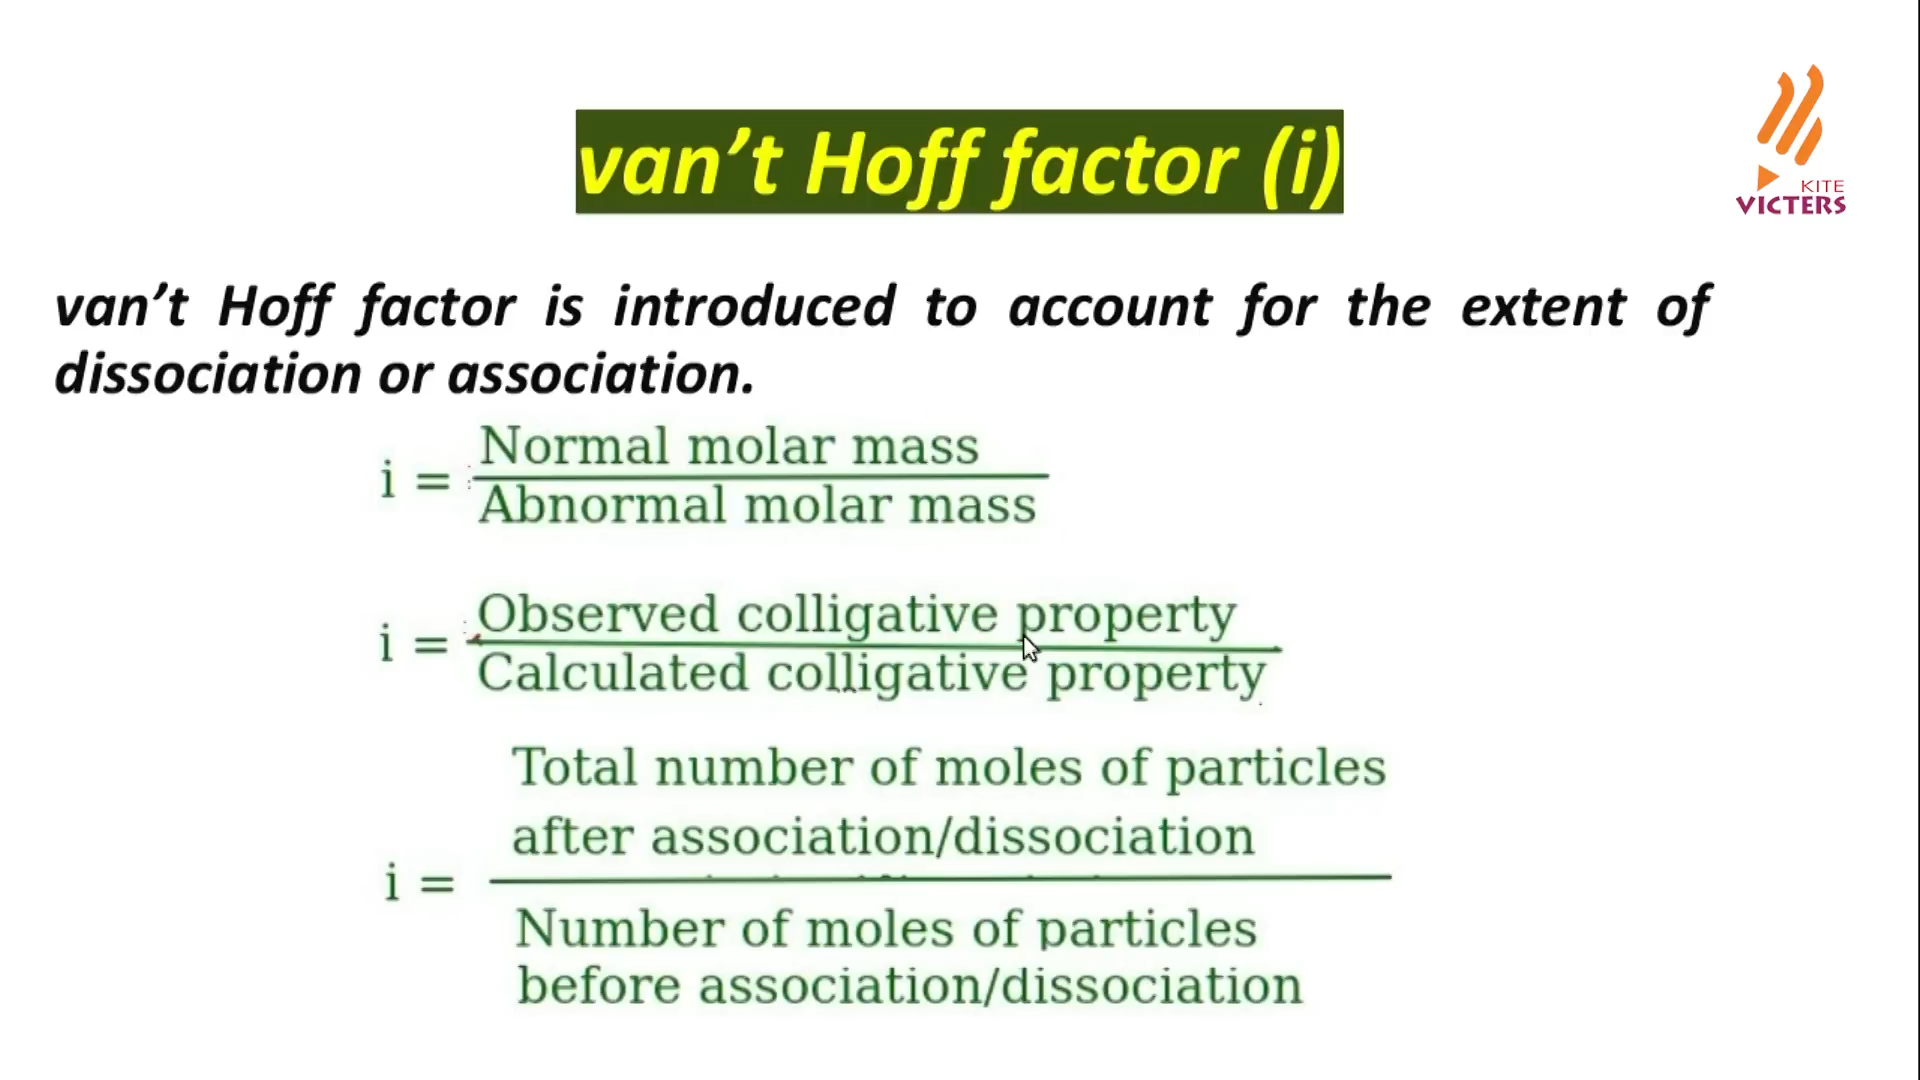 van’t Hoff factor (i)
KITE
VICTERS
van’t Hoff factor is introduced to account for the extent of
dissociation or association.
i = Normal molar mass
Abnormal molar mass
i = Observed colligative property
Calculated colligative property
Total number of moles of particles
after association/dissociation
i =
Number of moles of particles
before association/dissociation